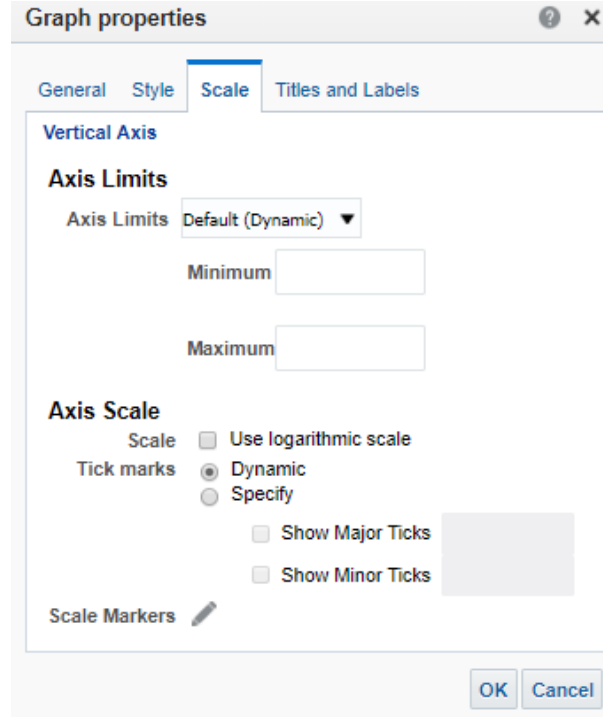 Graph properties
General Style Scale Titles and Labels
Vertical Axis
Axis Limits
Axis Limits Default (Dynamic)
Minimum
Maximum
Axis Scale
Scale Use logarithmic scale
Tick marks Dynamic
Specify
Show Major Ticks
Show Minor Ticks
Scale Markers
OK Cancel